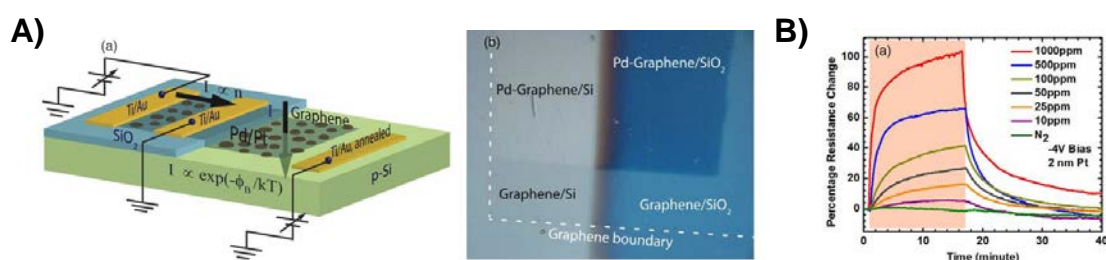 A)
(a)
I ∝ n
Ti/Au
Ti/Au
I
Graphene
SiO₂
Pd/Pt
Ti/Au, annealed
I ∝ exp(-ϕB/kT)
p-Si
(b)
Pd-Graphene/SiO₂
Pd-Graphene/Si
Graphene/Si
Graphene/SiO₂
Graphene boundary
B)
(a)
Percentage Resistance Change
100
80
60
40
20
0
1000ppm
500ppm
100ppm
50ppm
25ppm
10ppm
N₂
-4V Bias
2 nm Pt
0 10 20 30 40
Time (minute)